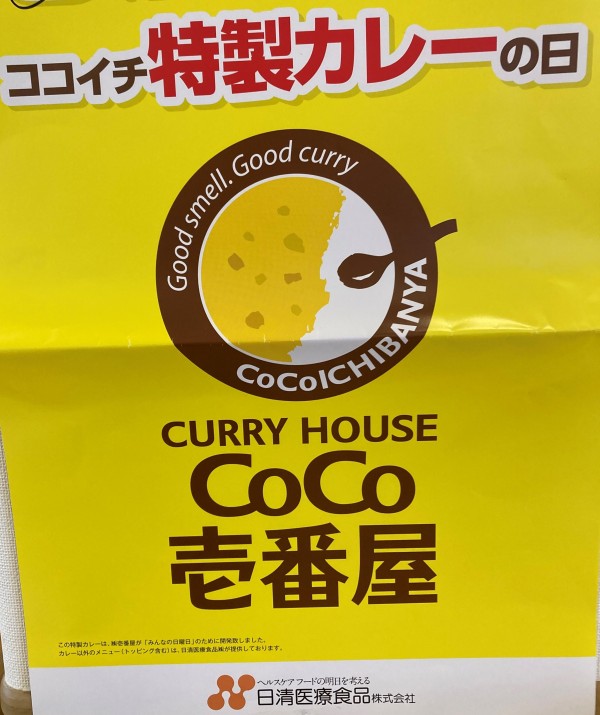 ココイチ特製カレーの日
Good smell. Good curry
CoCoICHIBANYA
CURRY HOUSE
CoCo
壱番屋
この特製カレーは、㈱壱番屋が「みんなの日曜日」のために開発致しました。
カレー以外のメニュー(トッピング含む)は、日清医療食品㈱が提供しております。
ヘルスケアフードの明日を考える
日清医療食品株式会社